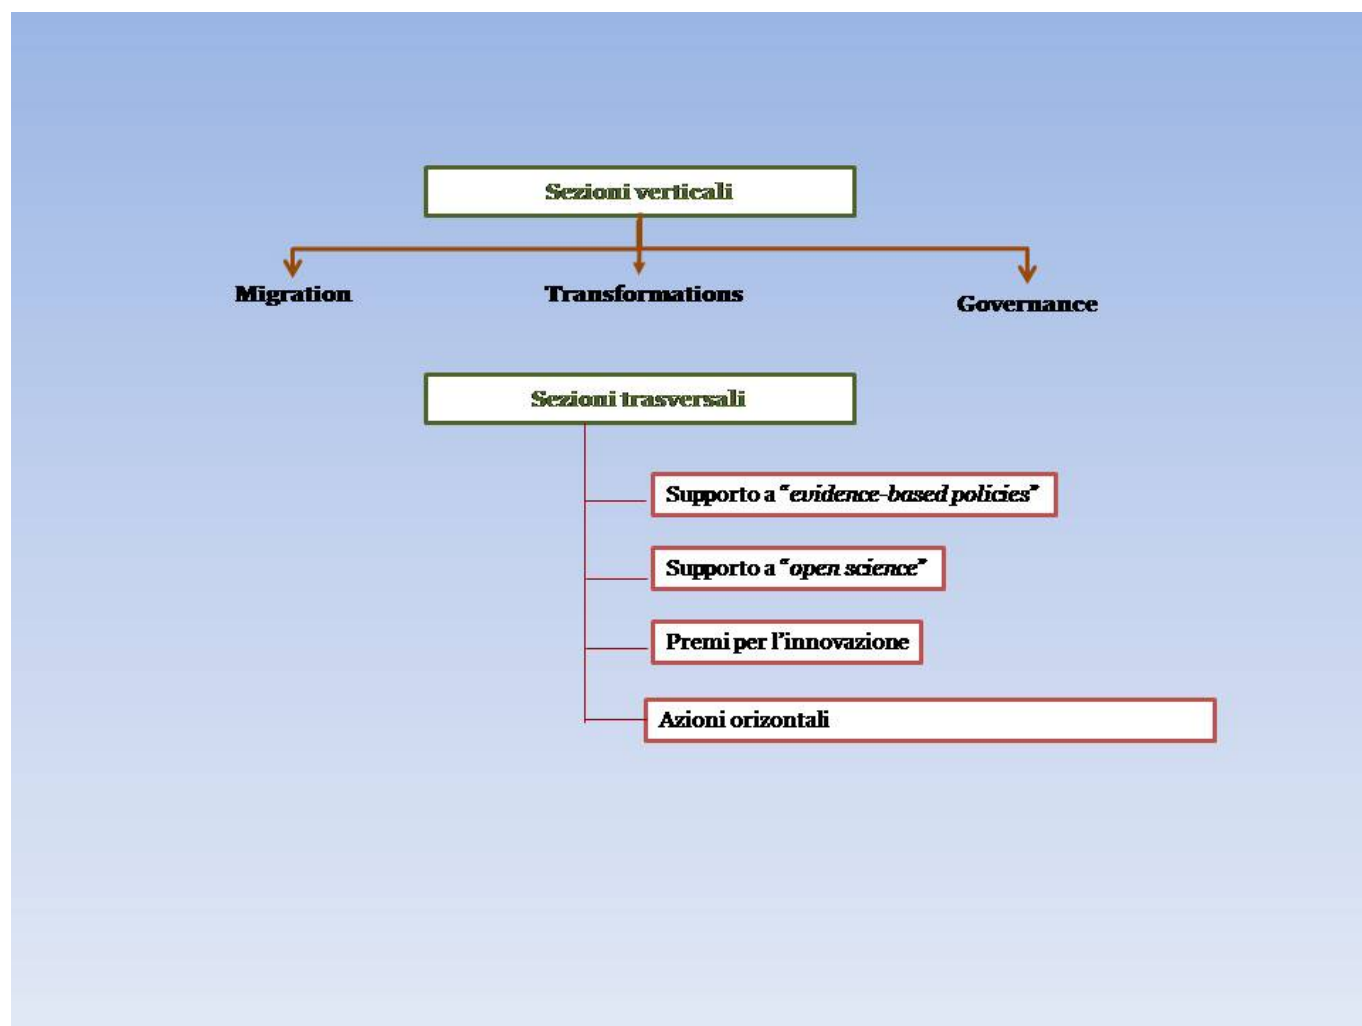 Sezioni verticali
Migration
Transformations
Governance
Sezioni trasversali
Supporto a “evidence-based policies”
Supporto a “open science”
Premi per l’innovazione
Azioni orizontali